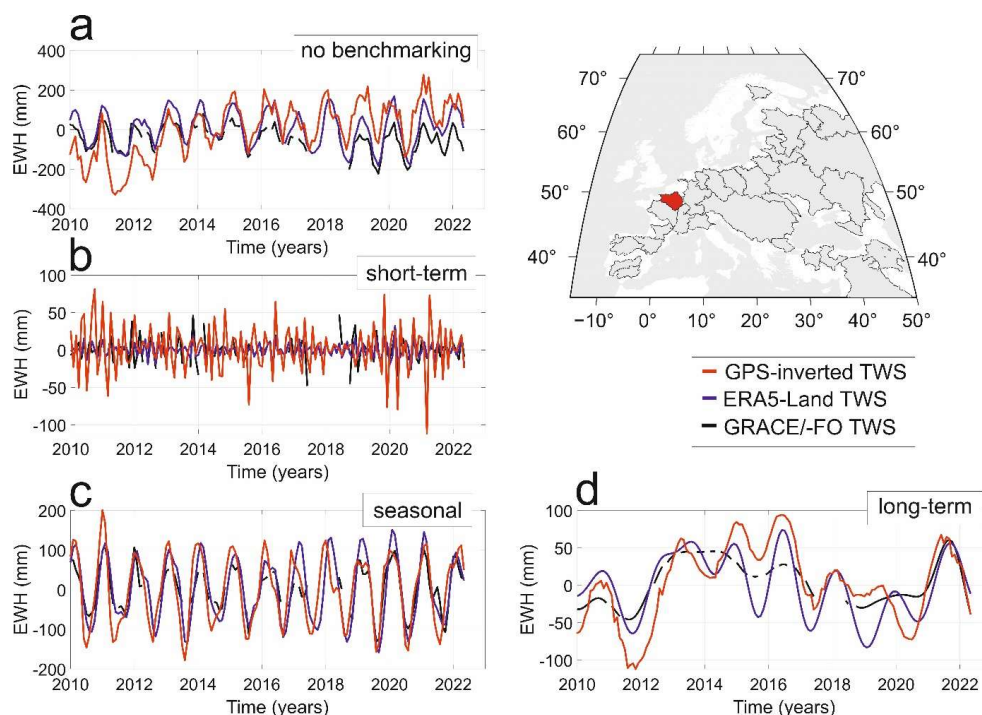 a
no benchmarking
400
200
0
-200
-400
EWH (mm)
2010 2012 2014 2016 2018 2020 2022
Time (years)
b
short-term
100
50
0
-50
-100
EWH (mm)
2010 2012 2014 2016 2018 2020 2022
Time (years)
c
seasonal
200
100
0
-100
-200
EWH (mm)
2010 2012 2014 2016 2018 2020 2022
Time (years)
70° 70°
60° 60°
50° 50°
40° 40°
−10° 0° 10° 20° 30° 40° 50°
GPS-inverted TWS
ERA5-Land TWS
GRACE/-FO TWS
d
long-term
100
50
0
-50
-100
EWH (mm)
2010 2012 2014 2016 2018 2020 2022
Time (years)